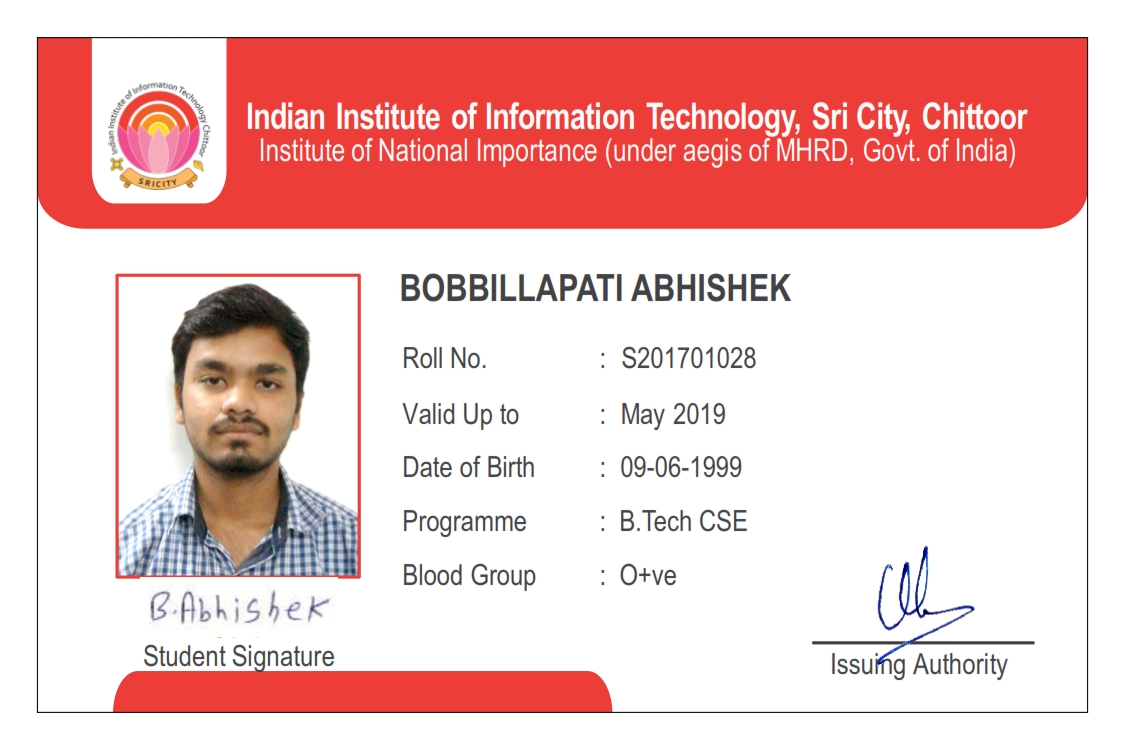 Indian Institute of Information Technology Chittoor
SRICITY
Indian Institute of Information Technology, Sri City, Chittoor
Institute of National Importance (under aegis of MHRD, Govt. of India)
BOBBILLAPATI ABHISHEK
Roll No. : S201701028
Valid Up to : May 2019
Date of Birth : 09-06-1999
Programme : B.Tech CSE
Blood Group : O+ve
B.Abhishek
Student Signature
Issuing Authority